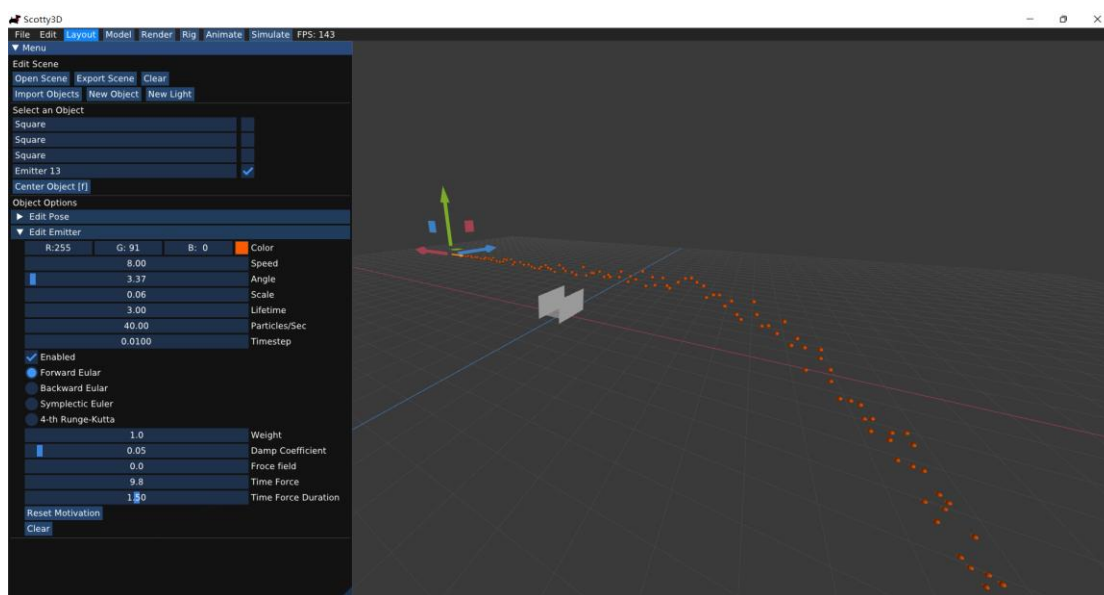 Scotty3D
File Edit Layout Model Render Rig Animate Simulate FPS: 143
Menu
Edit Scene
Open Scene Export Scene Clear
Import Objects New Object New Light
Select an Object
Square
Square
Square
Emitter 13
Center Object [f]
Object Options
Edit Pose
Edit Emitter
R:255 G: 91 B: 0 Color
8.00 Speed
3.37 Angle
0.06 Scale
3.00 Lifetime
40.00 Particles/Sec
0.0100 Timestep
Enabled
Forward Eular
Backward Eular
Symplectic Euler
4-th Runge-Kutta
1.0 Weight
0.05 Damp Coefficient
0.0 Froce field
9.8 Time Force
1.50 Time Force Duration
Reset Motivation
Clear